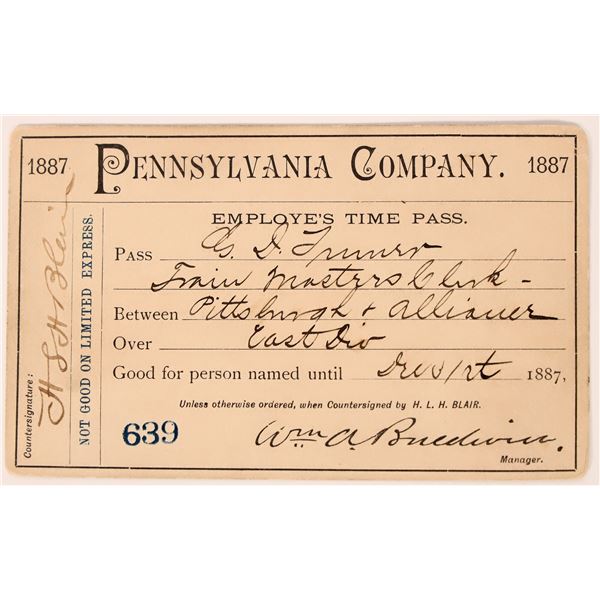 1887 PENNSYLVANIA COMPANY. 1887
EMPLOYE'S TIME PASS.
PASS G. D.
Train Masters Clerk -
Between Pittsburgh & Alliance
Over East Div
Good for person named until Dec 31st 1887,
Unless otherwise ordered, when Countersigned by H. L. H. BLAIR.
639 Wm A Baldwin.
Manager.
NOT GOOD ON LIMITED EXPRESS.
Countersignature: Blair